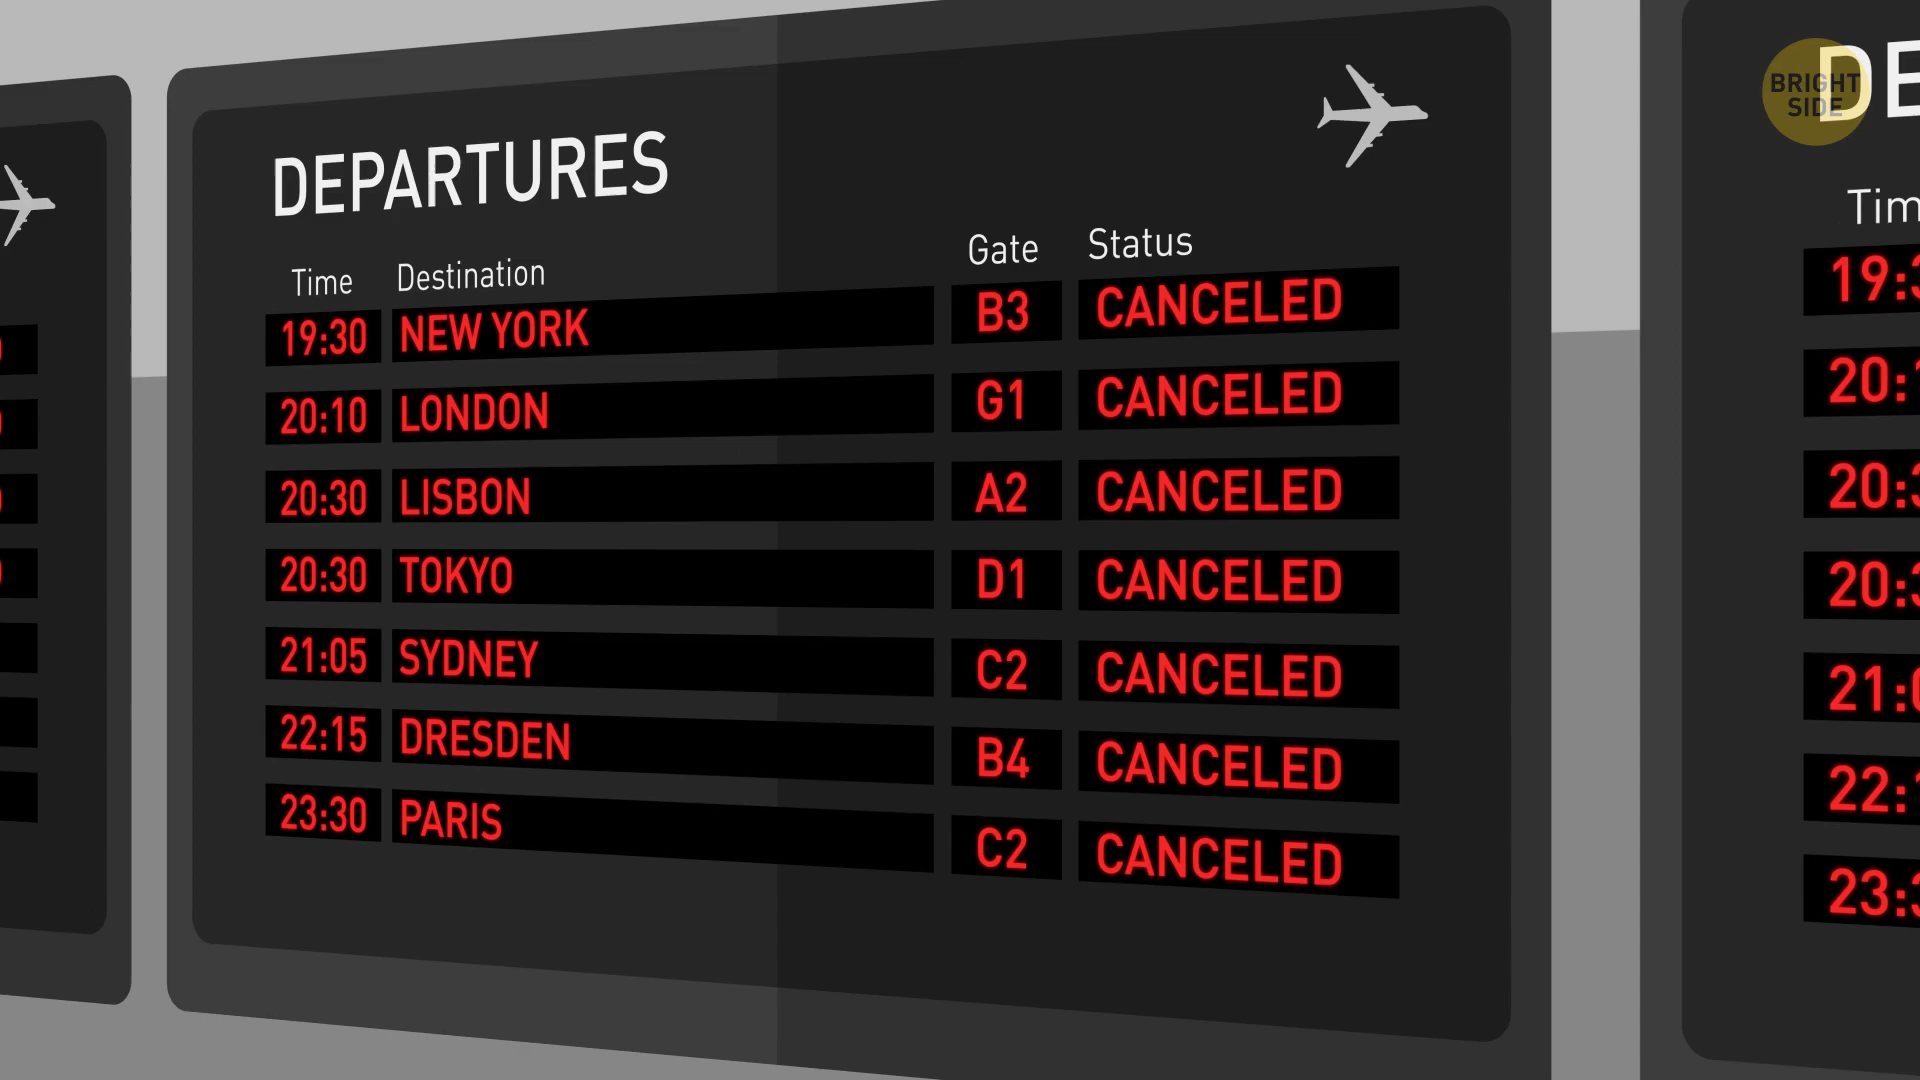 DEPARTURES
Time Destination Gate Status
19:30 NEW YORK B3 CANCELED
20:10 LONDON G1 CANCELED
20:30 LISBON A2 CANCELED
20:30 TOKYO D1 CANCELED
21:05 SYDNEY C2 CANCELED
22:15 DRESDEN B4 CANCELED
23:30 PARIS C2 CANCELED
BRIGHT
SIDE